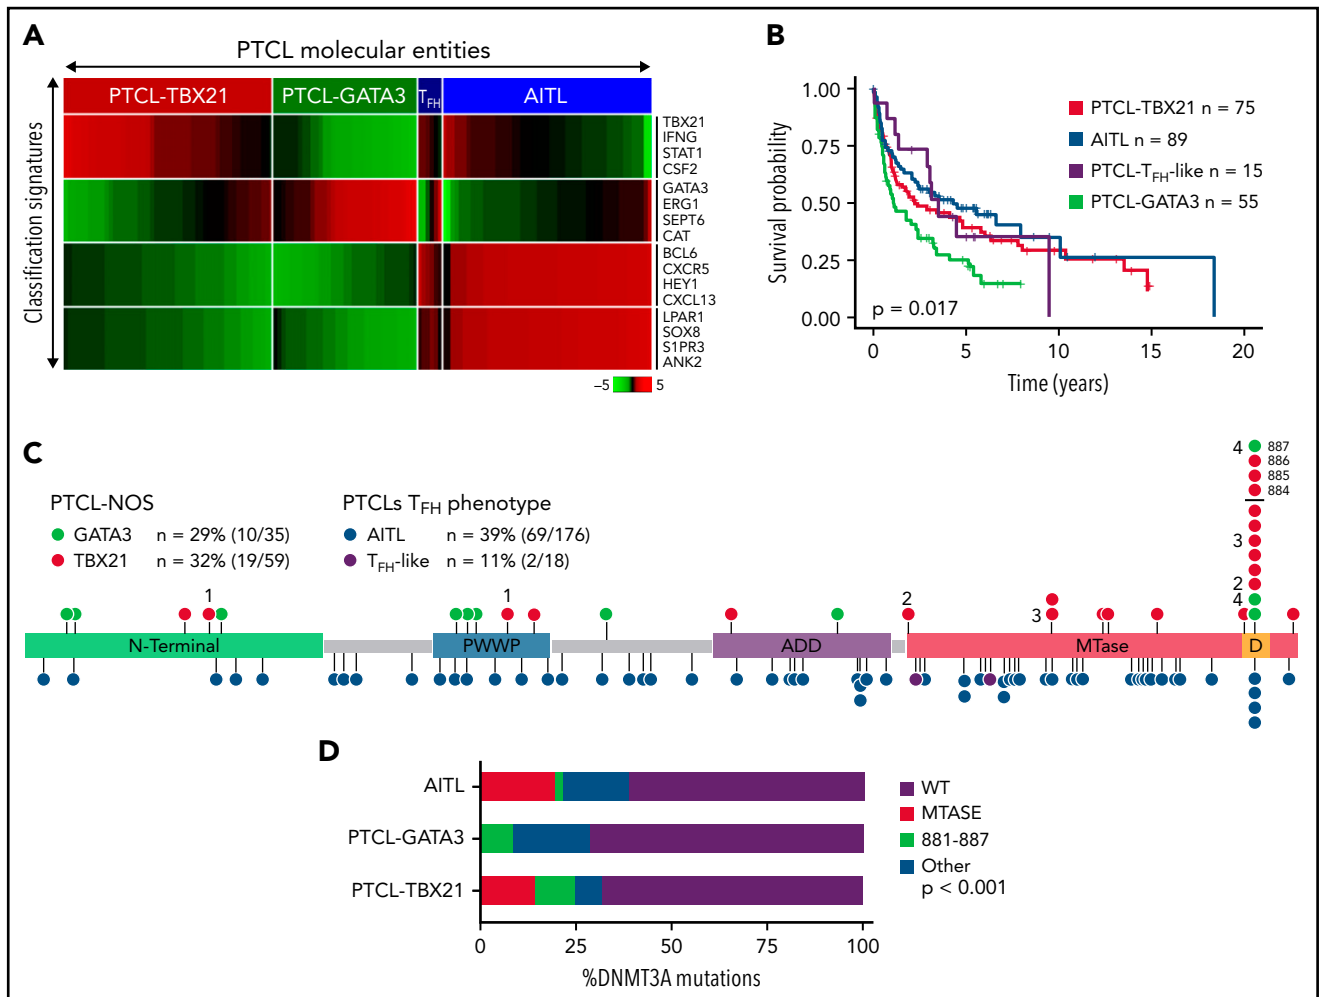 A
PTCL molecular entities
PTCL-TBX21 PTCL-GATA3 TFH AITL
Classification signatures
TBX21
IFNG
STAT1
CSF2
GATA3
ERG1
SEPT6
CAT
BCL6
CXCR5
HEY1
CXCL13
LPAR1
SOX8
S1PR3
ANK2
–5 5
B
Survival probability
1.00
0.75
0.50
0.25
0.00
PTCL-TBX21 n = 75
AITL n = 89
PTCL-TFH-like n = 15
PTCL-GATA3 n = 55
p = 0.017
0 5 10 15 20
Time (years)
C
PTCL-NOS
GATA3 n = 29% (10/35)
TBX21 n = 32% (19/59)
PTCLs TFH phenotype
AITL n = 39% (69/176)
TFH-like n = 11% (2/18)
4 887
886
885
884
3
2
4
1 1 2 3
N-Terminal PWWP ADD MTase D
D
AITL
PTCL-GATA3
PTCL-TBX21
0 25 50 75 100
%DNMT3A mutations
WT
MTASE
881-887
Other
p < 0.001